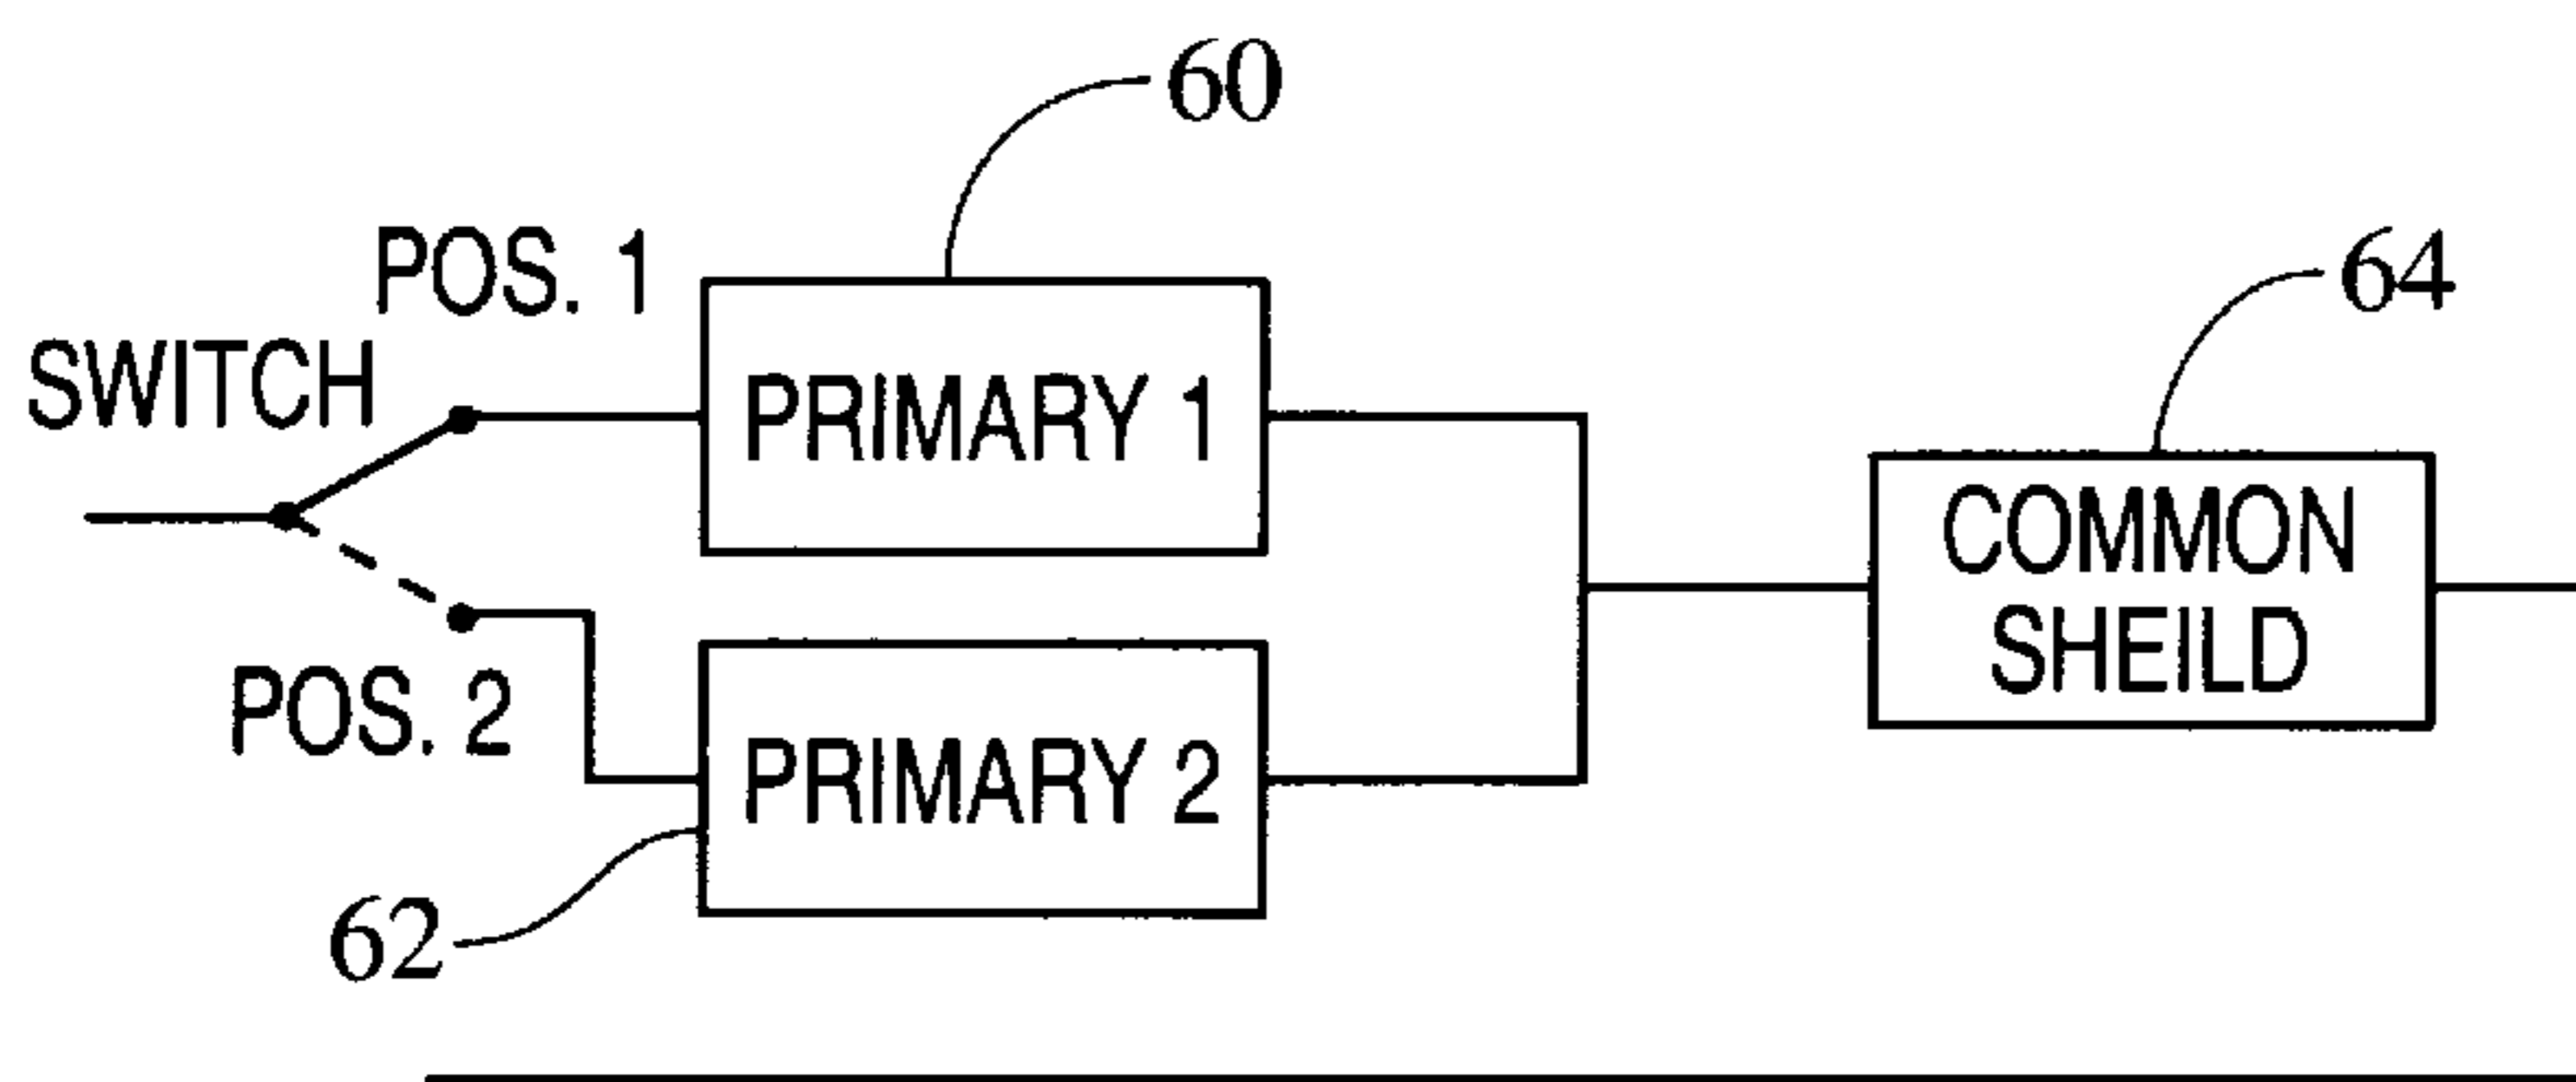 60
POS. 1
64
SWITCH
PRIMARY 1
COMMON
SHEILD
POS. 2
PRIMARY 2
62